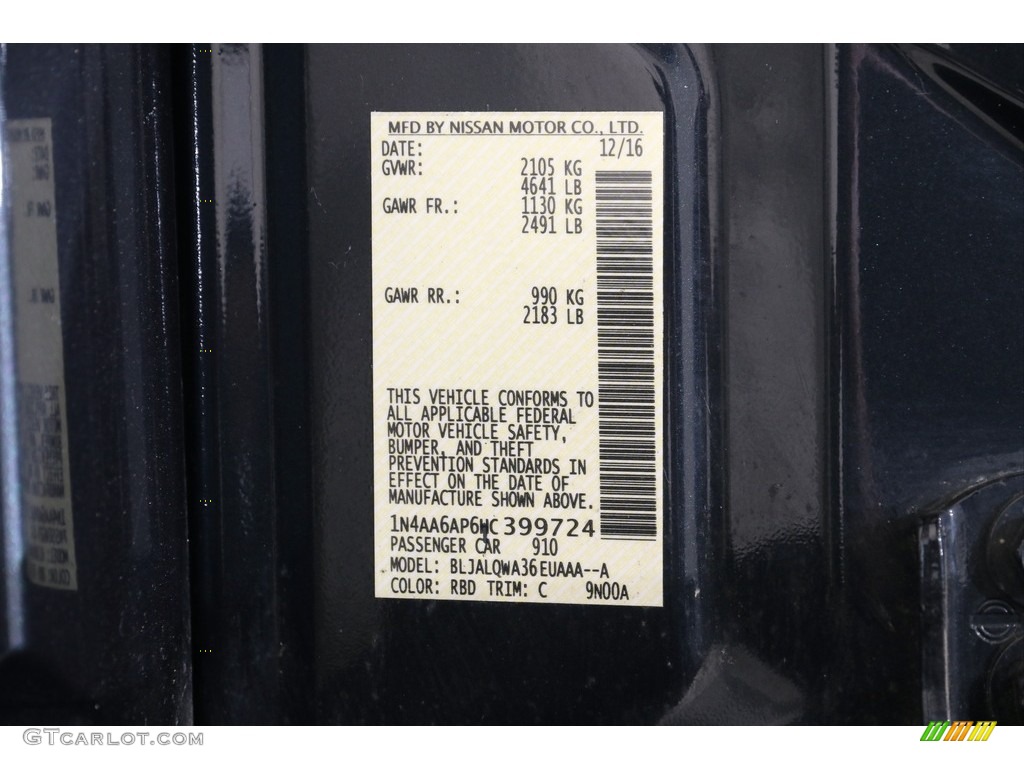 MFD BY NISSAN MOTOR CO., LTD.
DATE: 12/16
GVWR: 2105 KG
4641 LB
GAWR FR.: 1130 KG
2491 LB
GAWR RR.: 990 KG
2183 LB
THIS VEHICLE CONFORMS TO
ALL APPLICABLE FEDERAL
MOTOR VEHICLE SAFETY,
BUMPER, AND THEFT
PREVENTION STANDARDS IN
EFFECT ON THE DATE OF
MANUFACTURE SHOWN ABOVE.
1N4AA6AP6HC399724
PASSENGER CAR 910
MODEL: BLJALQWA36EUAAA--A
COLOR: RBD TRIM: C 9N00A
GTCarlot.com